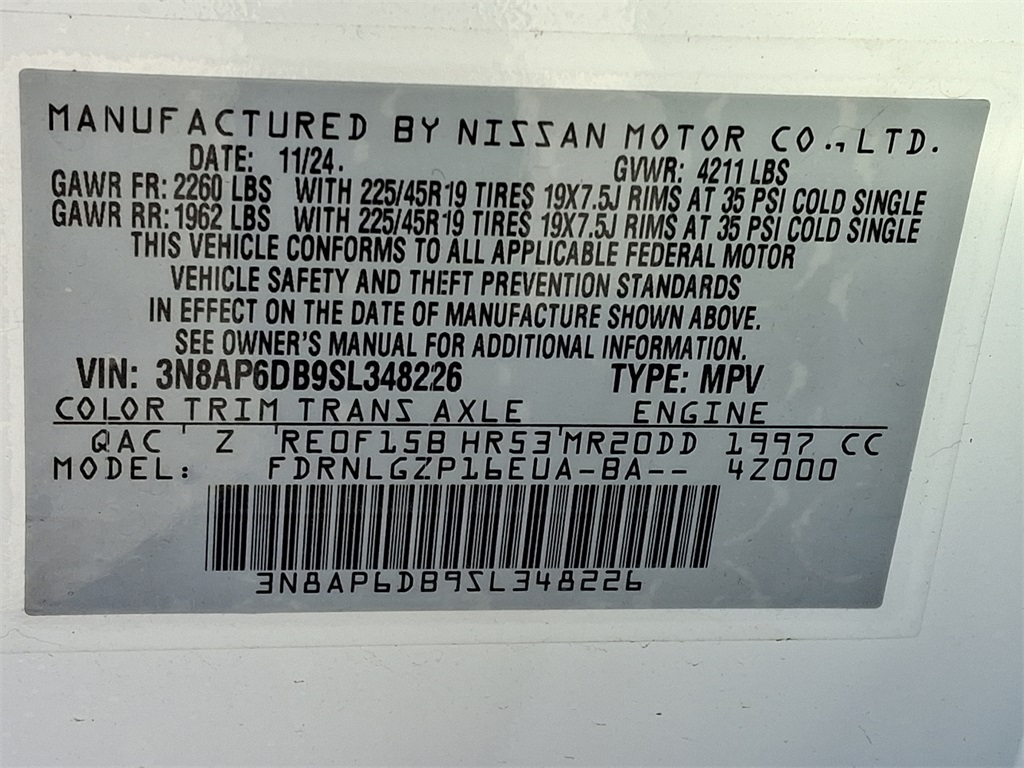 MANUFACTURED BY NISSAN MOTOR CO., LTD.
DATE: 11/24. GVWR: 4211 LBS
GAWR FR: 2260 LBS WITH 225/45R19 TIRES 19X7.5J RIMS AT 35 PSI COLD SINGLE
GAWR RR: 1962 LBS WITH 225/45R19 TIRES 19X7.5J RIMS AT 35 PSI COLD SINGLE
THIS VEHICLE CONFORMS TO ALL APPLICABLE FEDERAL MOTOR
VEHICLE SAFETY AND THEFT PREVENTION STANDARDS
IN EFFECT ON THE DATE OF MANUFACTURE SHOWN ABOVE.
SEE OWNER'S MANUAL FOR ADDITIONAL INFORMATION.
VIN: 3N8AP6DB9SL348226 TYPE: MPV
COLOR TRIM TRANS AXLE ENGINE
QAC Z RE0F15B HR53 MR20DD 1997 CC
MODEL: FDRNLGZP16EUA-BA-- 4Z000
3N8AP6DB9SL348226